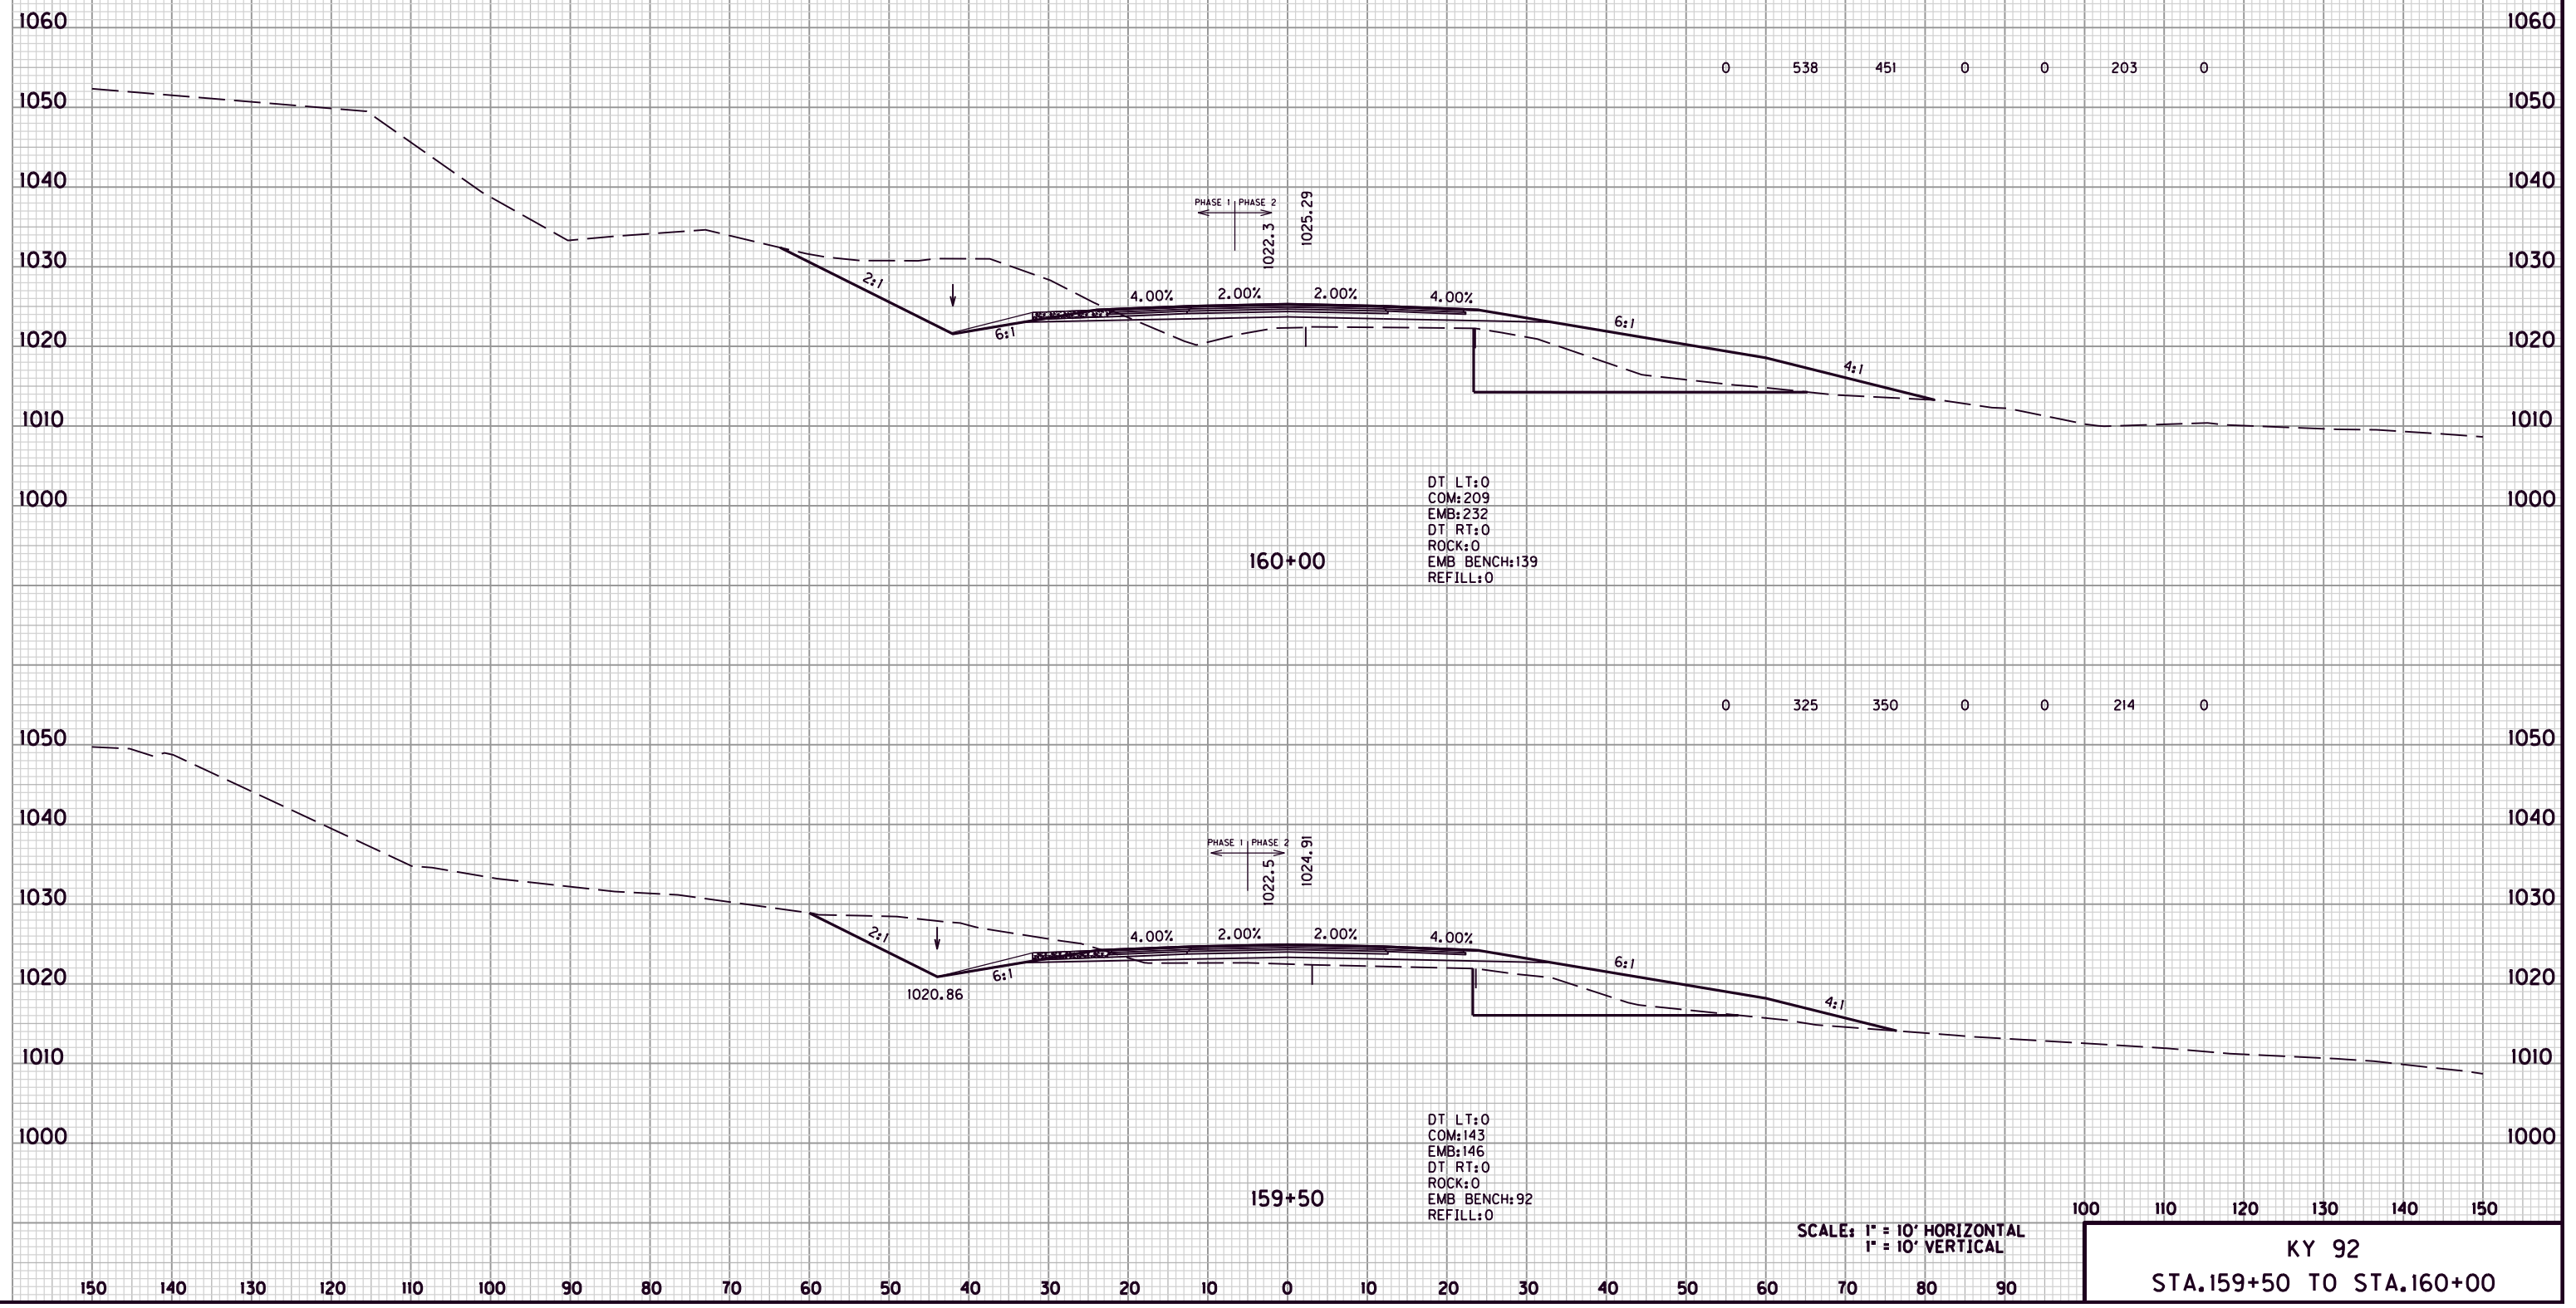 1060 1060
0 538 451 0 0 203 0
1050 1050
1040 1040
PHASE 1 PHASE 2
1022.3 1025.29
1030 1030
2:1
4.00% 2.00% 2.00% 4.00%
6:1 6:1
1020 1020
4:1
1010 1010
DT LT:0
1000 COM:209 1000
EMB:232
DT RT:0
ROCK:0
160+00 EMB BENCH:139
REFILL:0
0 325 350 0 0 214 0
1050 1050
1040 1040
PHASE 1 PHASE 2
1022.5 1024.91
1030 1030
2:1 4.00% 2.00% 2.00% 4.00%
6:1 6:1
1020 1020
1020.86 4:1
1010 1010
DT LT:0
1000 COM:143 1000
EMB:146
DT RT:0
ROCK:0
159+50 EMB BENCH:92
REFILL:0
100 110 120 130 140 150
SCALE: 1" = 10' HORIZONTAL
1" = 10' VERTICAL
KY 92
STA.159+50 TO STA.160+00
150 140 130 120 110 100 90 80 70 60 50 40 30 20 10 0 10 20 30 40 50 60 70 80 90